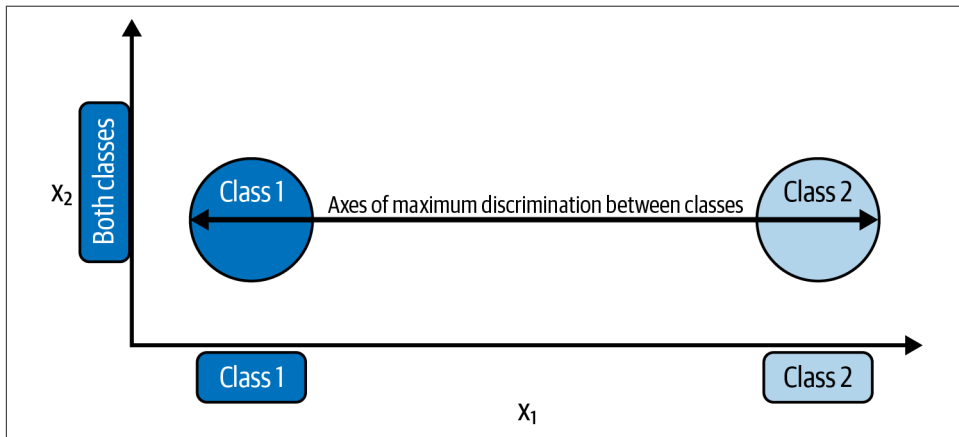 Both classes
X₂
Class 1
Axes of maximum discrimination between classes
Class 2
Class 1
Class 2
X₁